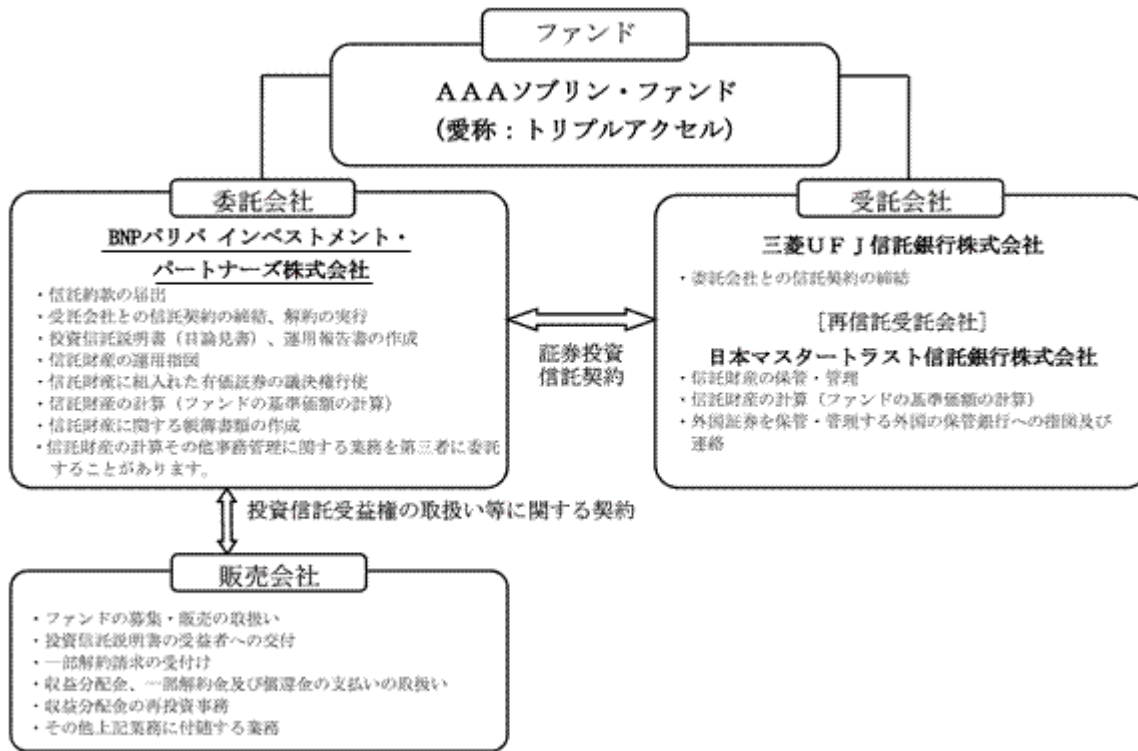 ファンド
AAAソブリン・ファンド
(愛称：トリプルアクセル)
委託会社
BNPパリバ インベストメント・
パートナーズ株式会社
・信託約款の届出
・受託会社との信託契約の締結、解約の実行
・投資信託説明書（目論見書）、運用報告書の作成
・信託財産の運用指図
・信託財産に組入れた有価証券の議決権行使
・信託財産の計算（ファンドの基準価額の計算）
・信託財産に関する帳簿書類の作成
・信託財産の計算その他事務管理に関する業務を第三者に委託
することがあります。
証券投資
信託契約
受託会社
三菱UFJ信託銀行株式会社
・委託会社との信託契約の締結
［再信託受託会社］
日本マスタートラスト信託銀行株式会社
・信託財産の保管・管理
・信託財産の計算（ファンドの基準価額の計算）
・外国証券を保管・管理する外国の保管銀行への指図及び
連絡
投資信託受益権の取扱い等に関する契約
販売会社
・ファンドの募集・販売の取扱い
・投資信託説明書の受益者への交付
・一部解約請求の受付け
・収益分配金、一部解約金及び償還金の支払いの取扱い
・収益分配金の再投資事務
・その他上記業務に付随する業務